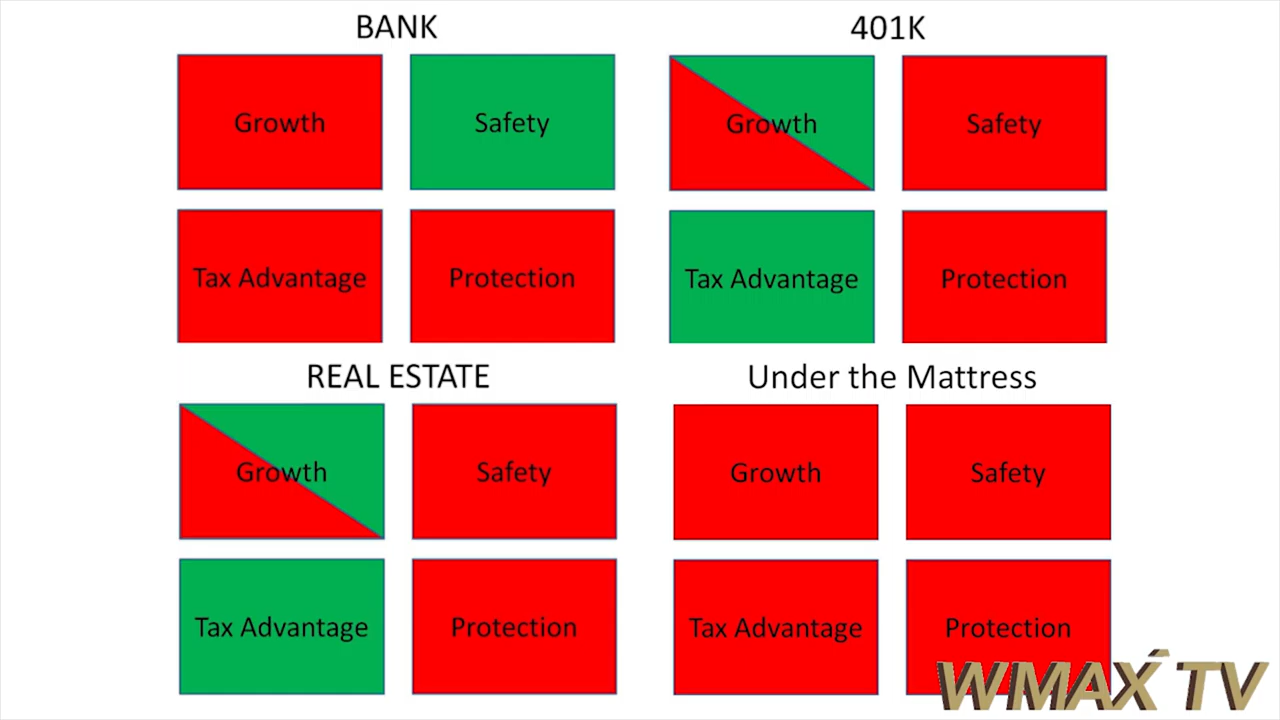 BANK
Growth
Safety
Tax Advantage
Protection
401K
Growth
Safety
Tax Advantage
Protection
REAL ESTATE
Growth
Safety
Tax Advantage
Protection
Under the Mattress
Growth
Safety
Tax Advantage
Protection
WMAX TV